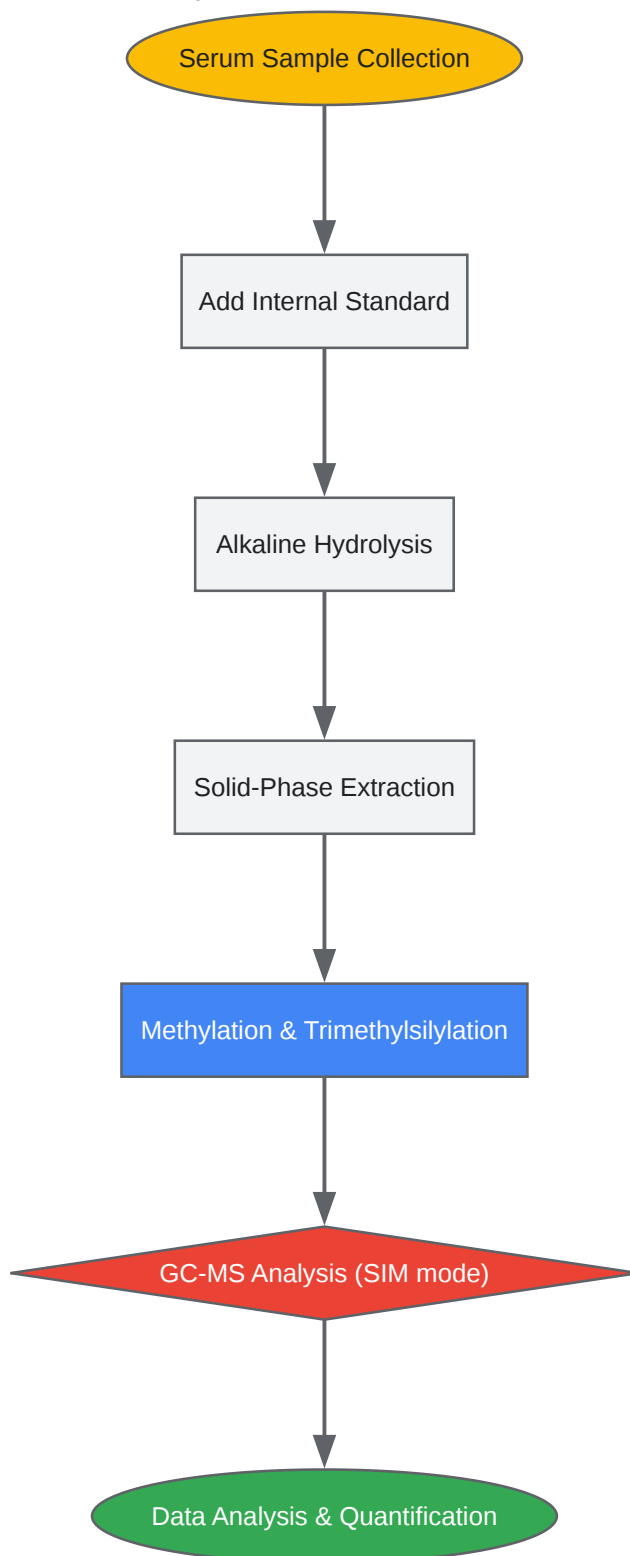 Serum Sample Collection
Add Internal Standard
Alkaline Hydrolysis
Solid-Phase Extraction
Methylation & Trimethylsilylation
GC-MS Analysis (SIM mode)
Data Analysis & Quantification